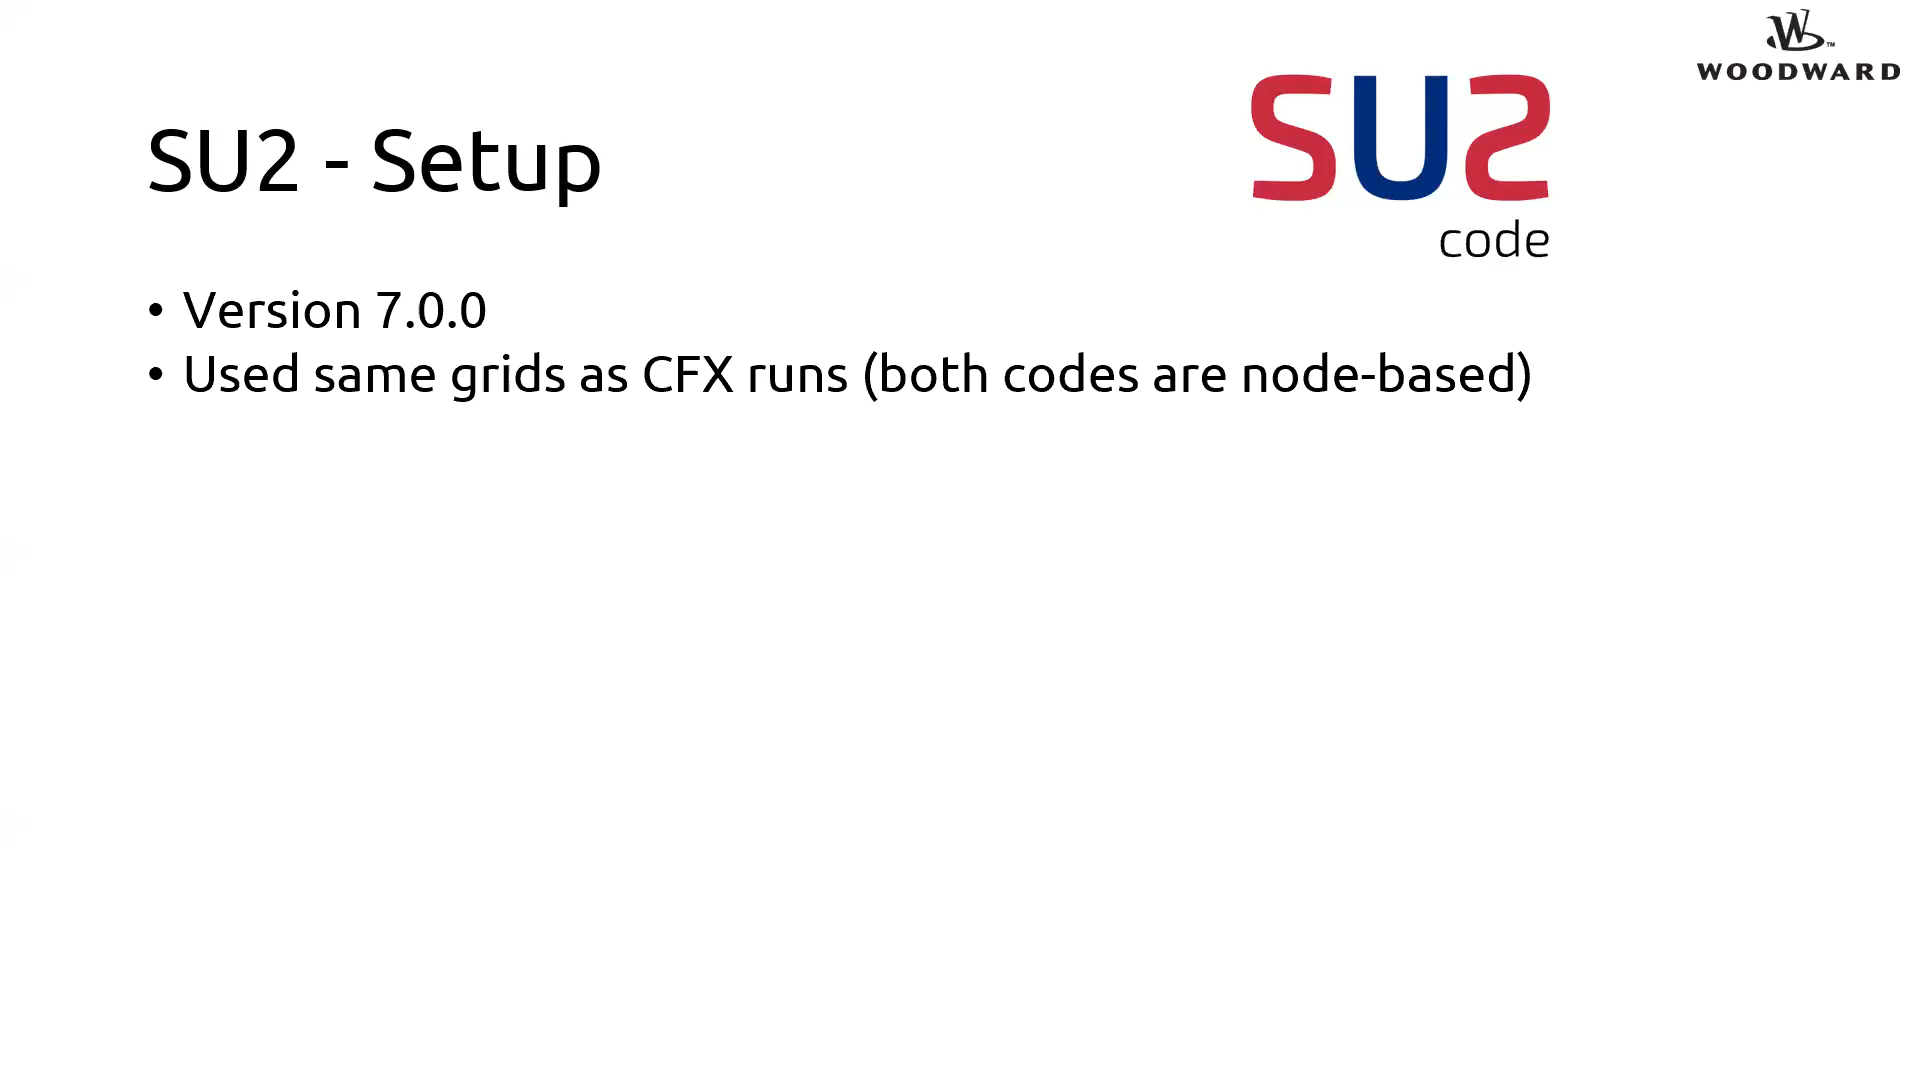 WOODWARD
SU2
code
SU2 - Setup
• Version 7.0.0
• Used same grids as CFX runs (both codes are node-based)